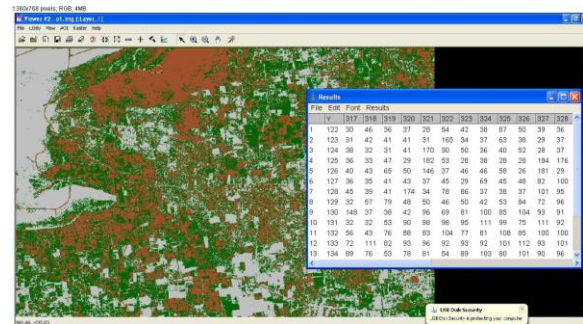 1360x768 pixels; RGB; 4MB
File Utility View ACE Raster Help
Results
File Edit Font Results
Y 317 318 319 320 321 322 323 324 325 326 327 328
1 122 30 46 36 37 28 54 42 38 87 50 39 36
2 123 31 42 41 41 31 165 34 37 63 38 29 37
3 124 38 32 31 41 170 30 50 36 40 52 28 37
4 125 36 33 47 29 182 53 28 38 28 28 184 176
5 126 40 43 65 50 146 37 46 46 58 26 181 29
6 127 36 35 41 43 37 45 29 69 45 48 82 100
7 128 45 39 41 174 34 78 86 37 38 37 101 95
8 129 32 57 79 48 50 46 50 42 53 84 72 96
9 130 148 37 38 42 96 69 81 100 85 104 93 91
10 131 32 32 53 90 98 96 95 111 99 75 111 92
11 132 56 43 76 88 83 104 77 81 108 85 100 100
12 133 72 111 82 93 96 92 93 92 101 112 93 101
13 134 89 76 53 78 81 54 89 103 80 101 90 96
USB Disk Security
USB Disk Security is protecting your computer